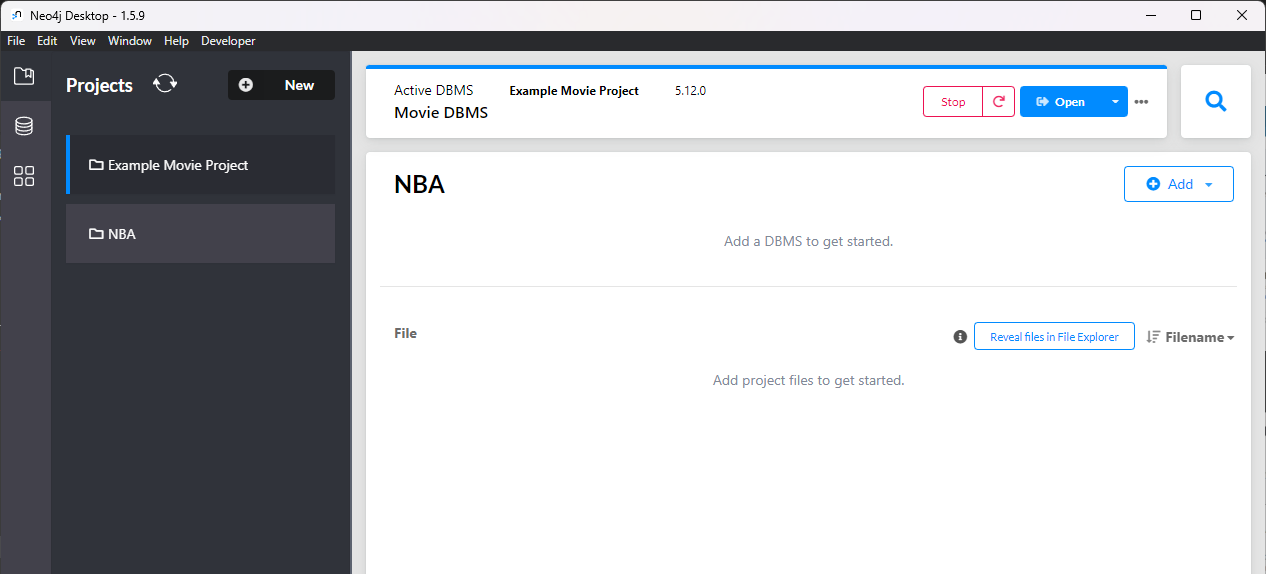 Neo4j Desktop - 1.5.9
File Edit View Window Help Developer
Projects
New
Example Movie Project
NBA
Active DBMS Example Movie Project 5.12.0
Movie DBMS
Stop
Open
NBA
Add
Add a DBMS to get started.
File
Reveal files in File Explorer
Filename
Add project files to get started.